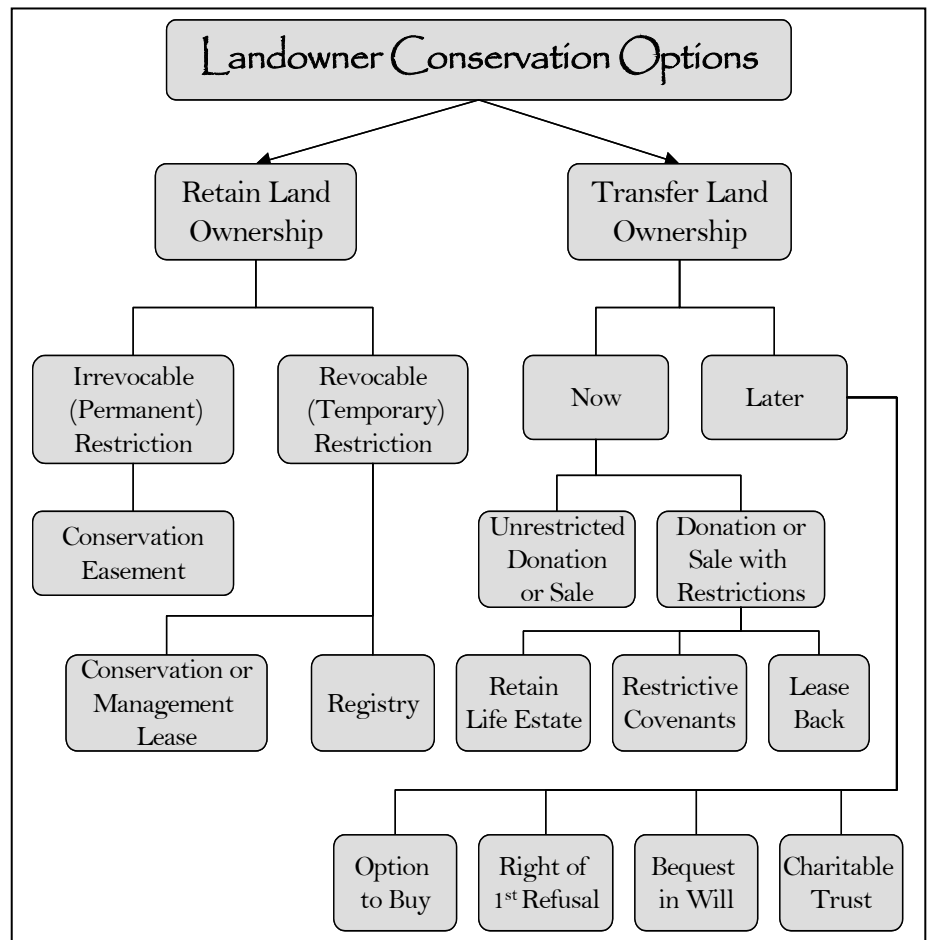 Landowner Conservation Options
Retain Land
Ownership
Transfer Land
Ownership
Irrevocable
(Permanent)
Restriction
Revocable
(Temporary)
Restriction
Now
Later
Conservation
Easement
Unrestricted
Donation
or Sale
Donation or
Sale with
Restrictions
Conservation or
Management
Lease
Registry
Retain
Life Estate
Restrictive
Covenants
Lease
Back
Option
to Buy
Right of
1st Refusal
Bequest
in Will
Charitable
Trust